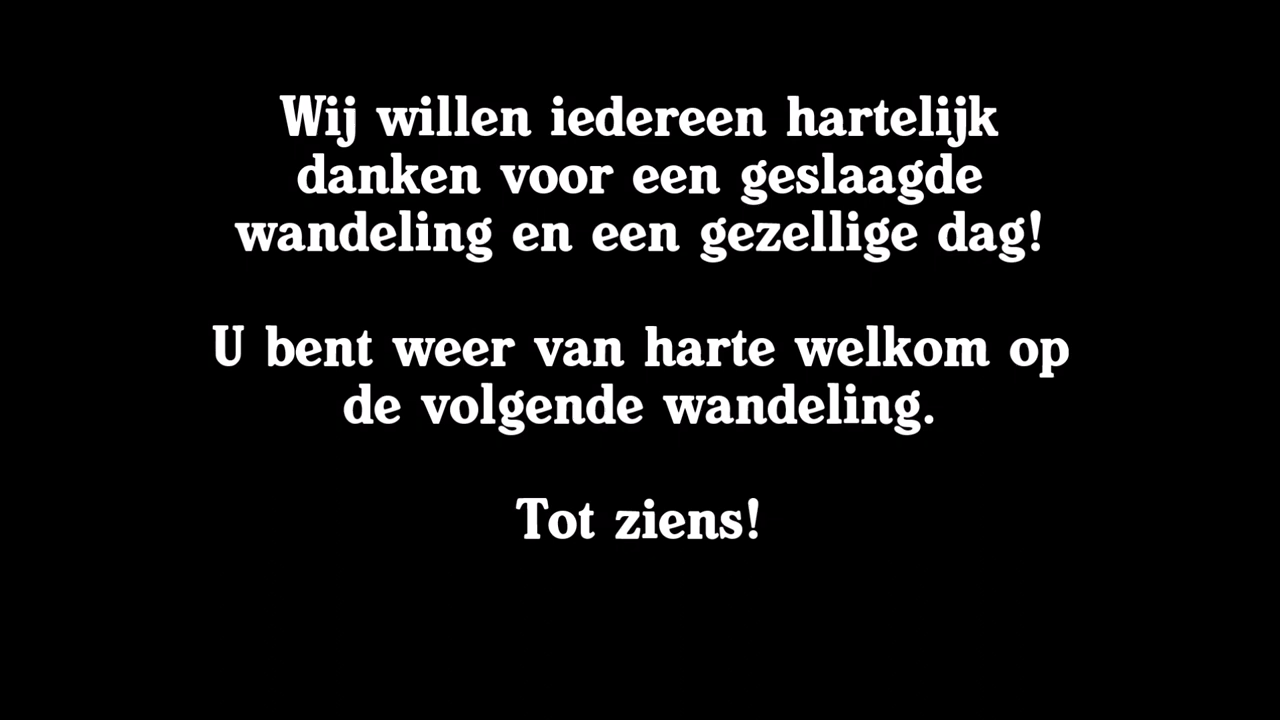 Wij willen iedereen hartelijk
danken voor een geslaagde
wandeling en een gezellige dag!
U bent weer van harte welkom op
de volgende wandeling.
Tot ziens!